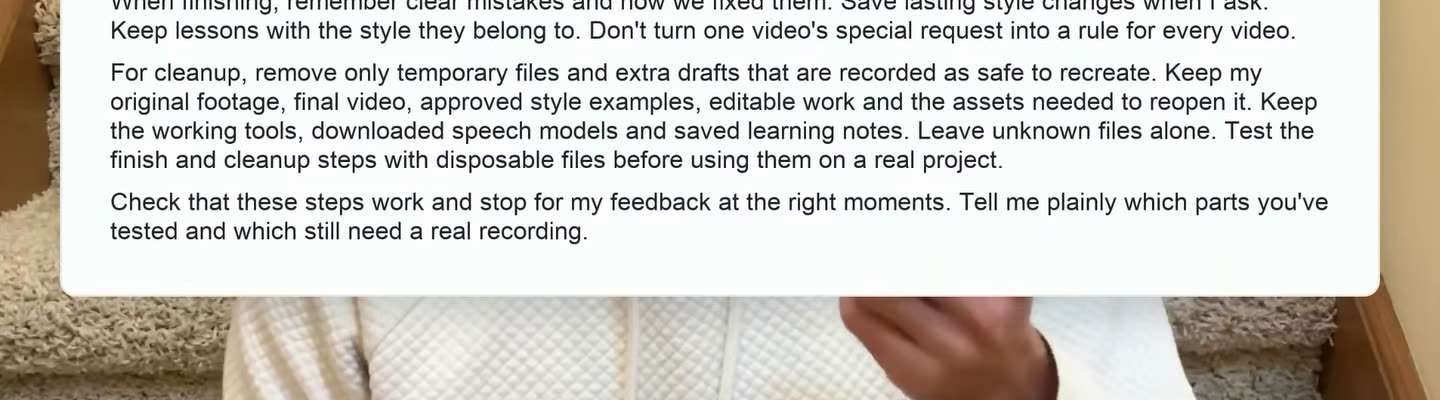 When finishing, remember clear mistakes and how we fixed them. Save lasting style changes when I ask.
Keep lessons with the style they belong to. Don't turn one video's special request into a rule for every video.
For cleanup, remove only temporary files and extra drafts that are recorded as safe to recreate. Keep my
original footage, final video, approved style examples, editable work and the assets needed to reopen it. Keep
the working tools, downloaded speech models and saved learning notes. Leave unknown files alone. Test the
finish and cleanup steps with disposable files before using them on a real project.
Check that these steps work and stop for my feedback at the right moments. Tell me plainly which parts you've
tested and which still need a real recording.